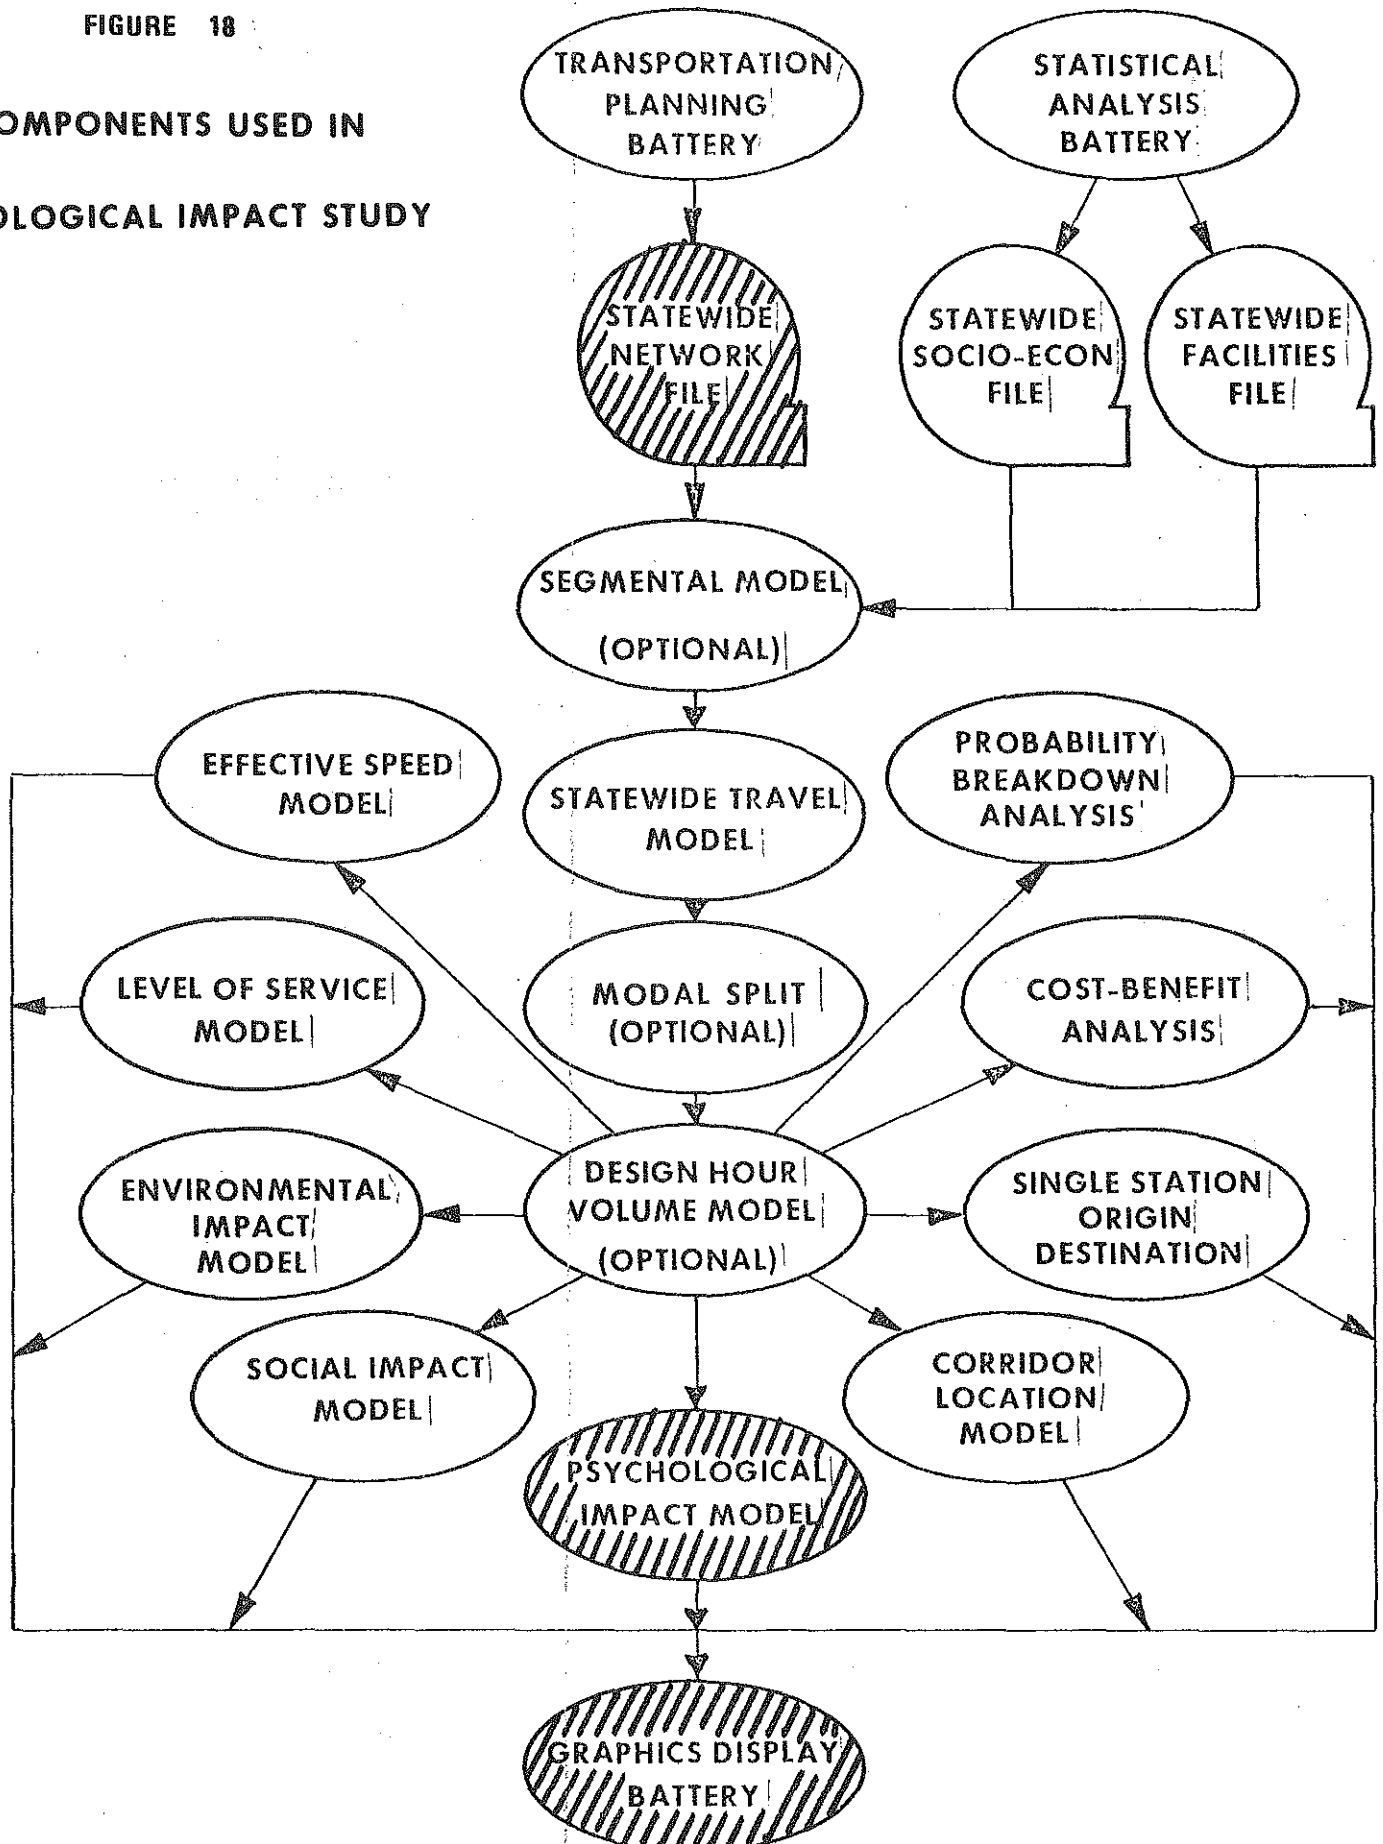 FIGURE 18
OMPONENTS USED IN
OLOGICAL IMPACT STUDY
TRANSPORTATION
PLANNING
BATTERY
STATISTICAL
ANALYSIS
BATTERY
STATEWIDE
NETWORK
FILE
STATEWIDE
SOCIO-ECON
FILE
STATEWIDE
FACILITIES
FILE
SEGMENTAL MODEL
(OPTIONAL)
EFFECTIVE SPEED
MODEL
STATEWIDE TRAVEL
MODEL
PROBABILITY
BREAKDOWN
ANALYSIS
LEVEL OF SERVICE
MODEL
MODAL SPLIT
(OPTIONAL)
COST-BENEFIT
ANALYSIS
ENVIRONMENTAL
IMPACT
MODEL
DESIGN HOUR
VOLUME MODEL
(OPTIONAL)
SINGLE STATION
ORIGIN
DESTINATION
SOCIAL IMPACT
MODEL
CORRIDOR
LOCATION
MODEL
PSYCHOLOGICAL
IMPACT MODEL
GRAPHICS DISPLAY
BATTERY